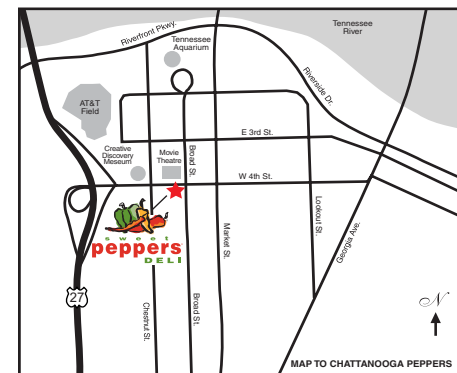 Tennessee
River
Riverfront Pkwy.
Tennessee
Aquarium
Riverside Dr.
AT&T
Field
E 3rd St.
Creative
Discovery
Meseum
Movie
Theatre
Broad St.
W 4th St.
Lookout St.
Georgia Ave.
Market St.
sweet
peppers
DELI
27
Chestnut St.
Broad St.
N
MAP TO CHATTANOOGA PEPPERS